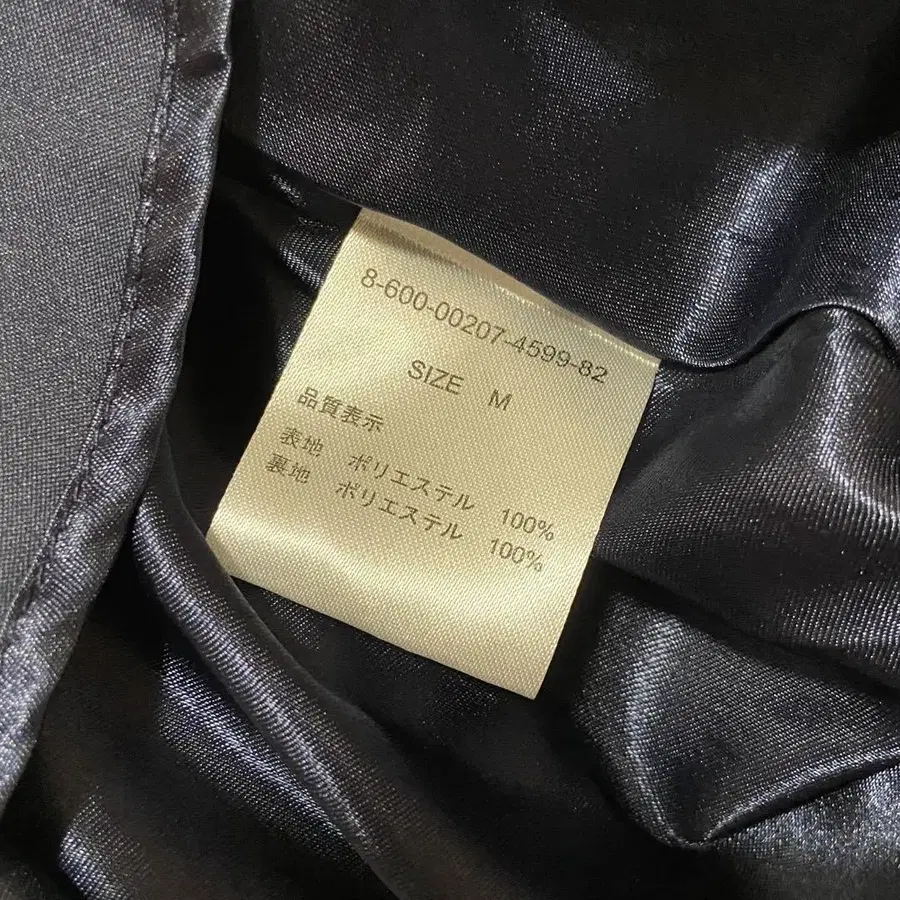 8-600-00207-4599-82
SIZE M
品質表示
表地 ポリエステル 100%
裏地 ポリエステル 100%